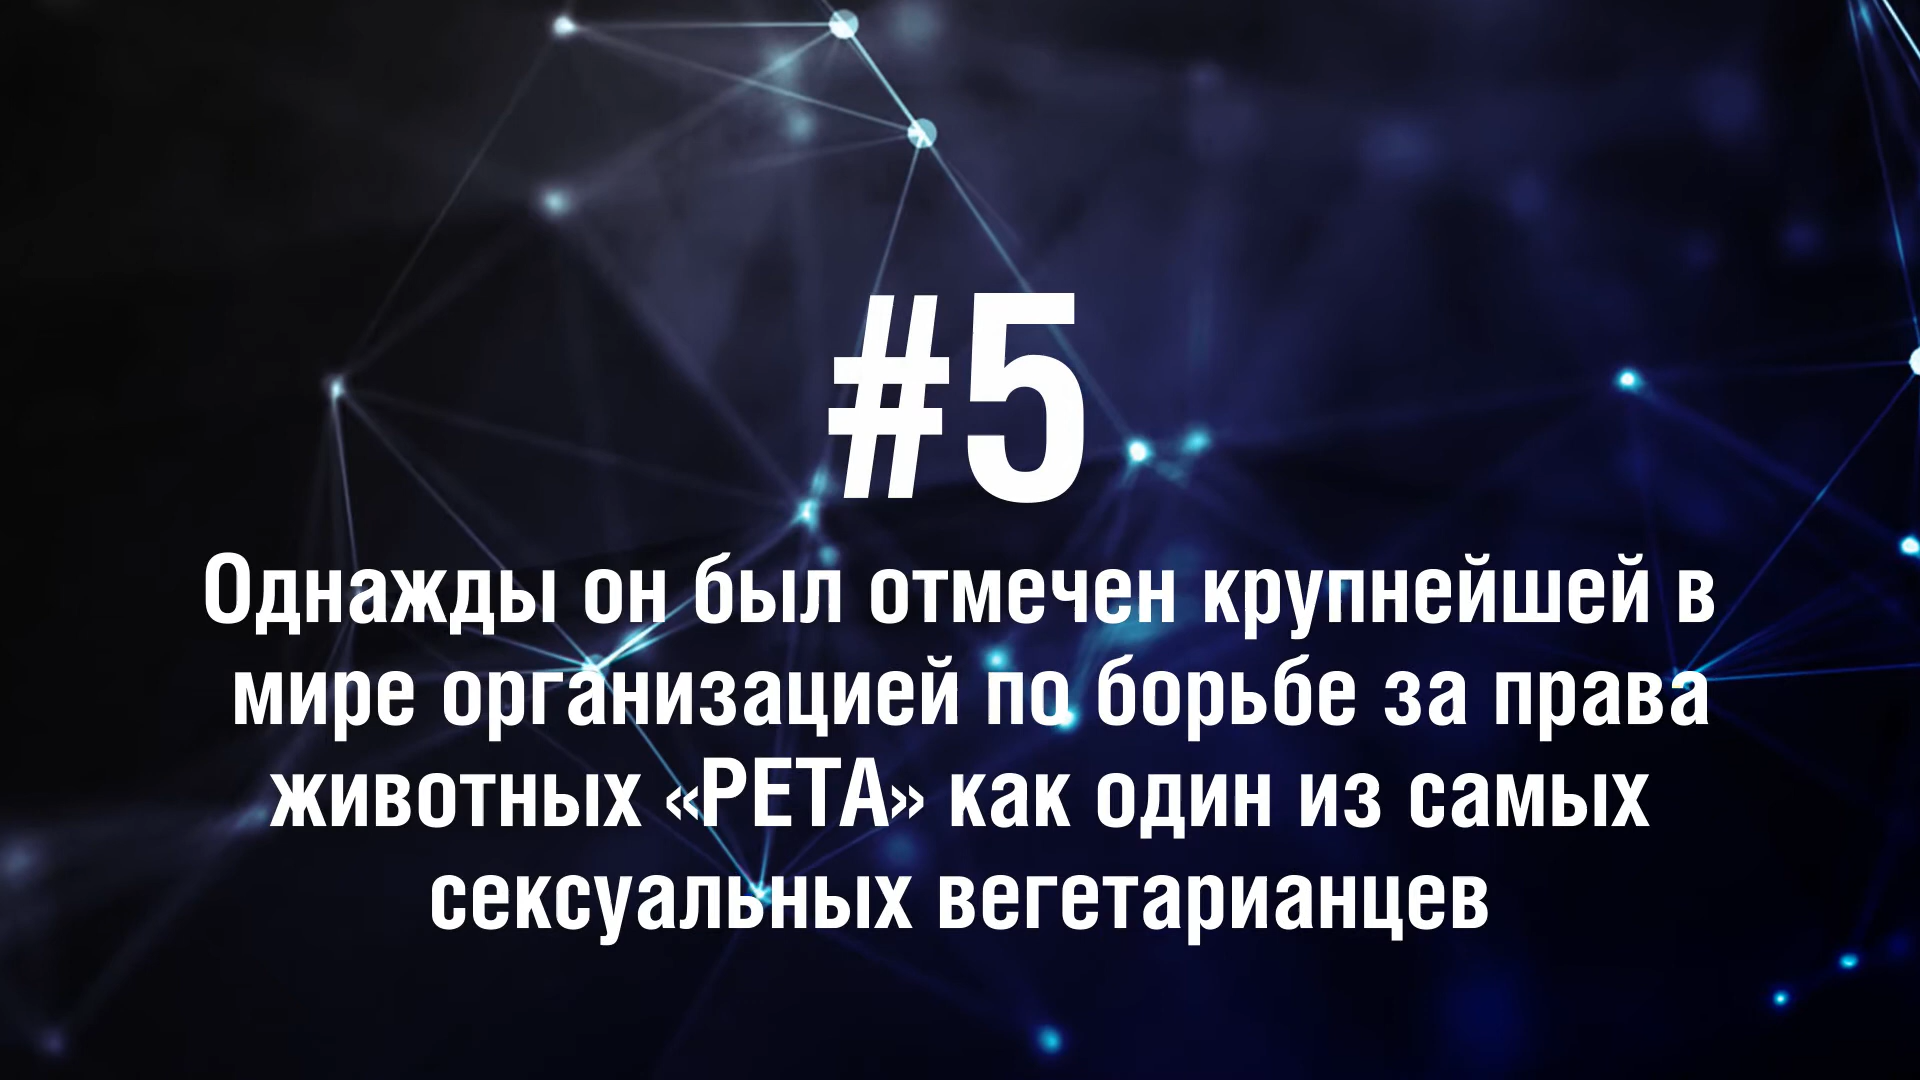 #5
Однажды он был отмечен крупнейшей в
мире организацией по борьбе за права
животных «PETA» как один из самых
сексуальных вегетарианцев